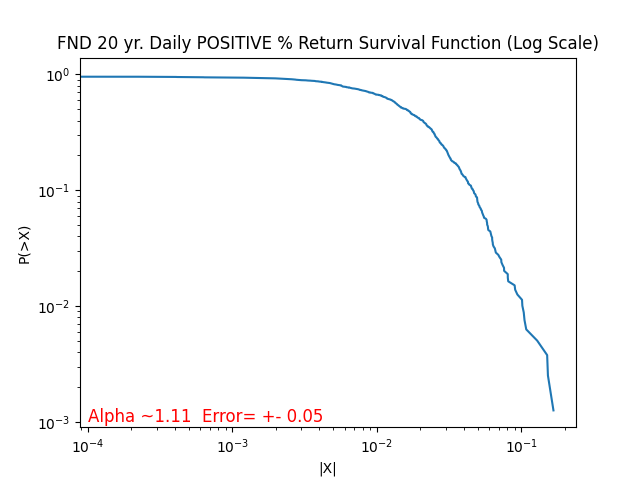 FND 20 yr. Daily POSITIVE % Return Survival Function (Log Scale)
10⁰
10⁻¹
10⁻²
10⁻³
P(>X)
Alpha ~1.11  Error= +- 0.05
10⁻⁴ 10⁻³ 10⁻² 10⁻¹
|X|